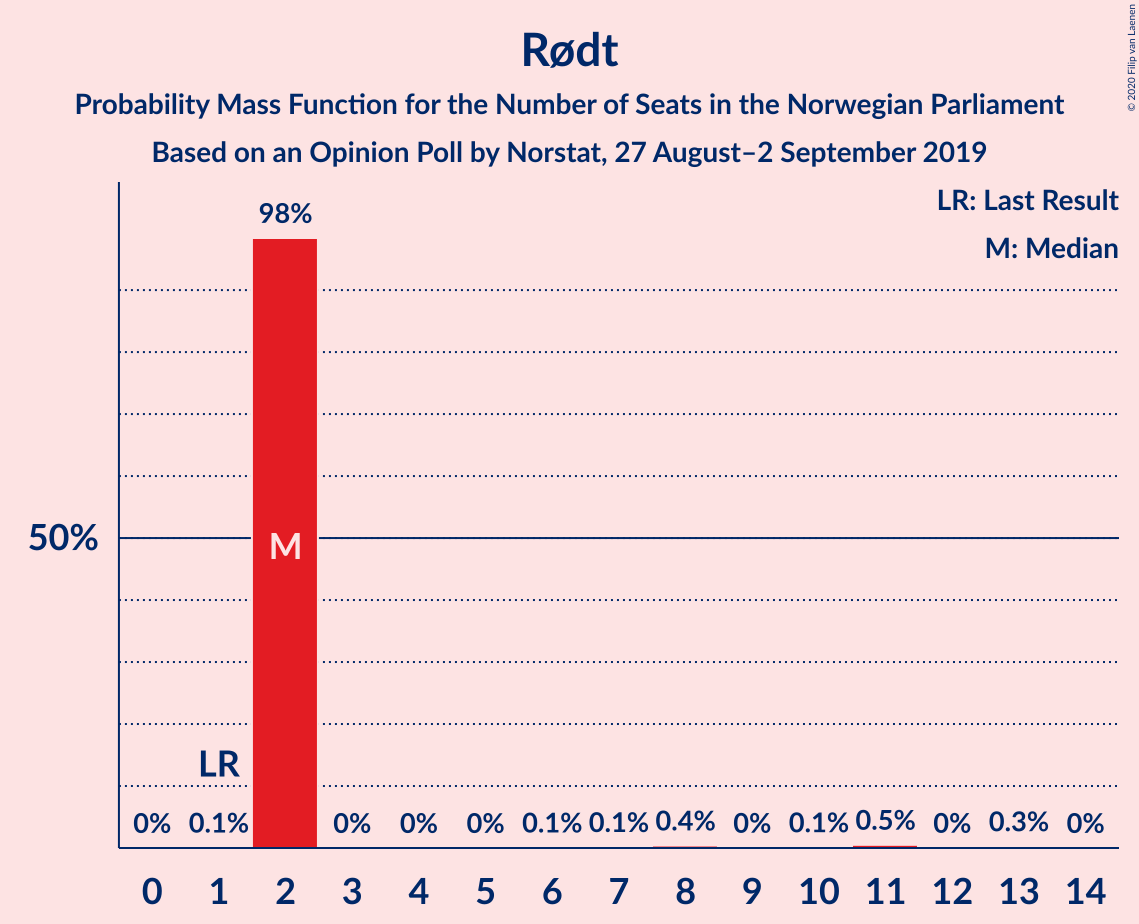 Rødt
Probability Mass Function for the Number of Seats in the Norwegian Parliament
Based on an Opinion Poll by Norstat, 27 August–2 September 2019
© 2020 Filip van Laenen
LR: Last Result
M: Median
98%
50%
M
LR
0% 0.1% 0% 0% 0% 0.1% 0.1% 0.4% 0% 0.1% 0.5% 0% 0.3% 0%
0 1 2 3 4 5 6 7 8 9 10 11 12 13 14